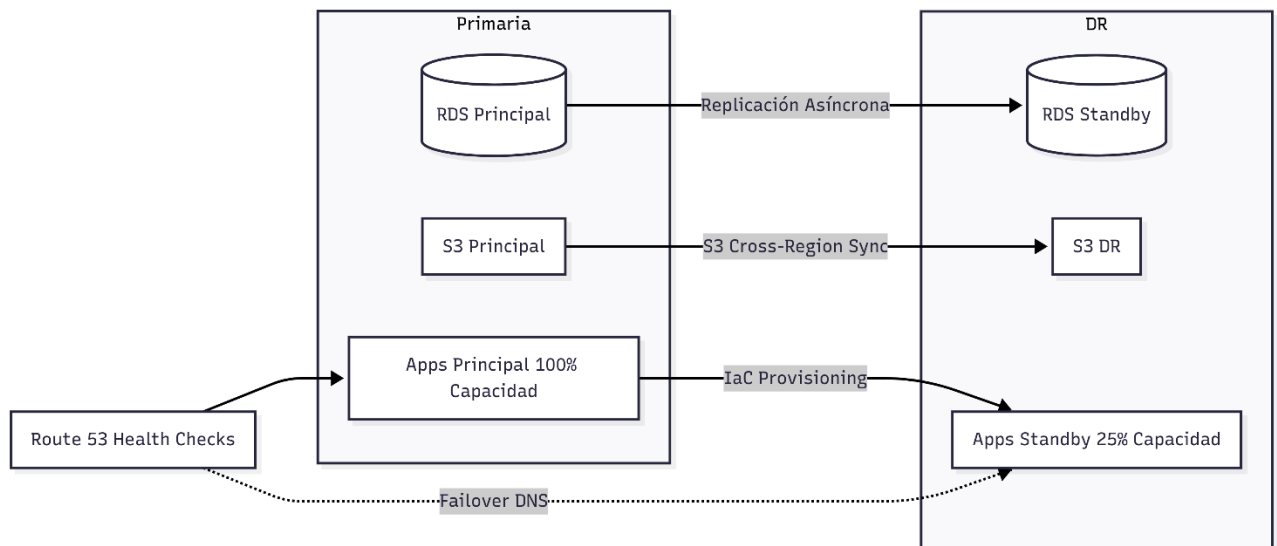 Primaria
DR
RDS Principal
Replicación Asíncrona
RDS Standby
S3 Principal
S3 Cross-Region Sync
S3 DR
Apps Principal 100%
Capacidad
IaC Provisioning
Route 53 Health Checks
Apps Standby 25% Capacidad
Failover DNS